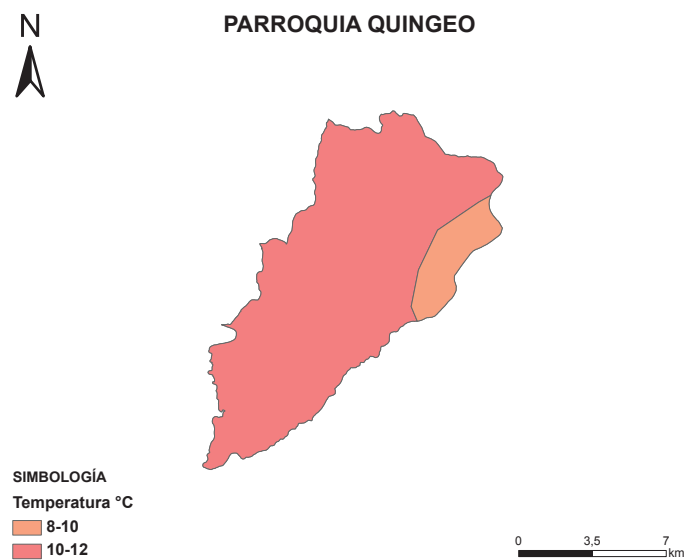 N
PARROQUIA QUINGEO
SIMBOLOGÍA
Temperatura °C
8-10
10-12
0 3,5 7
km